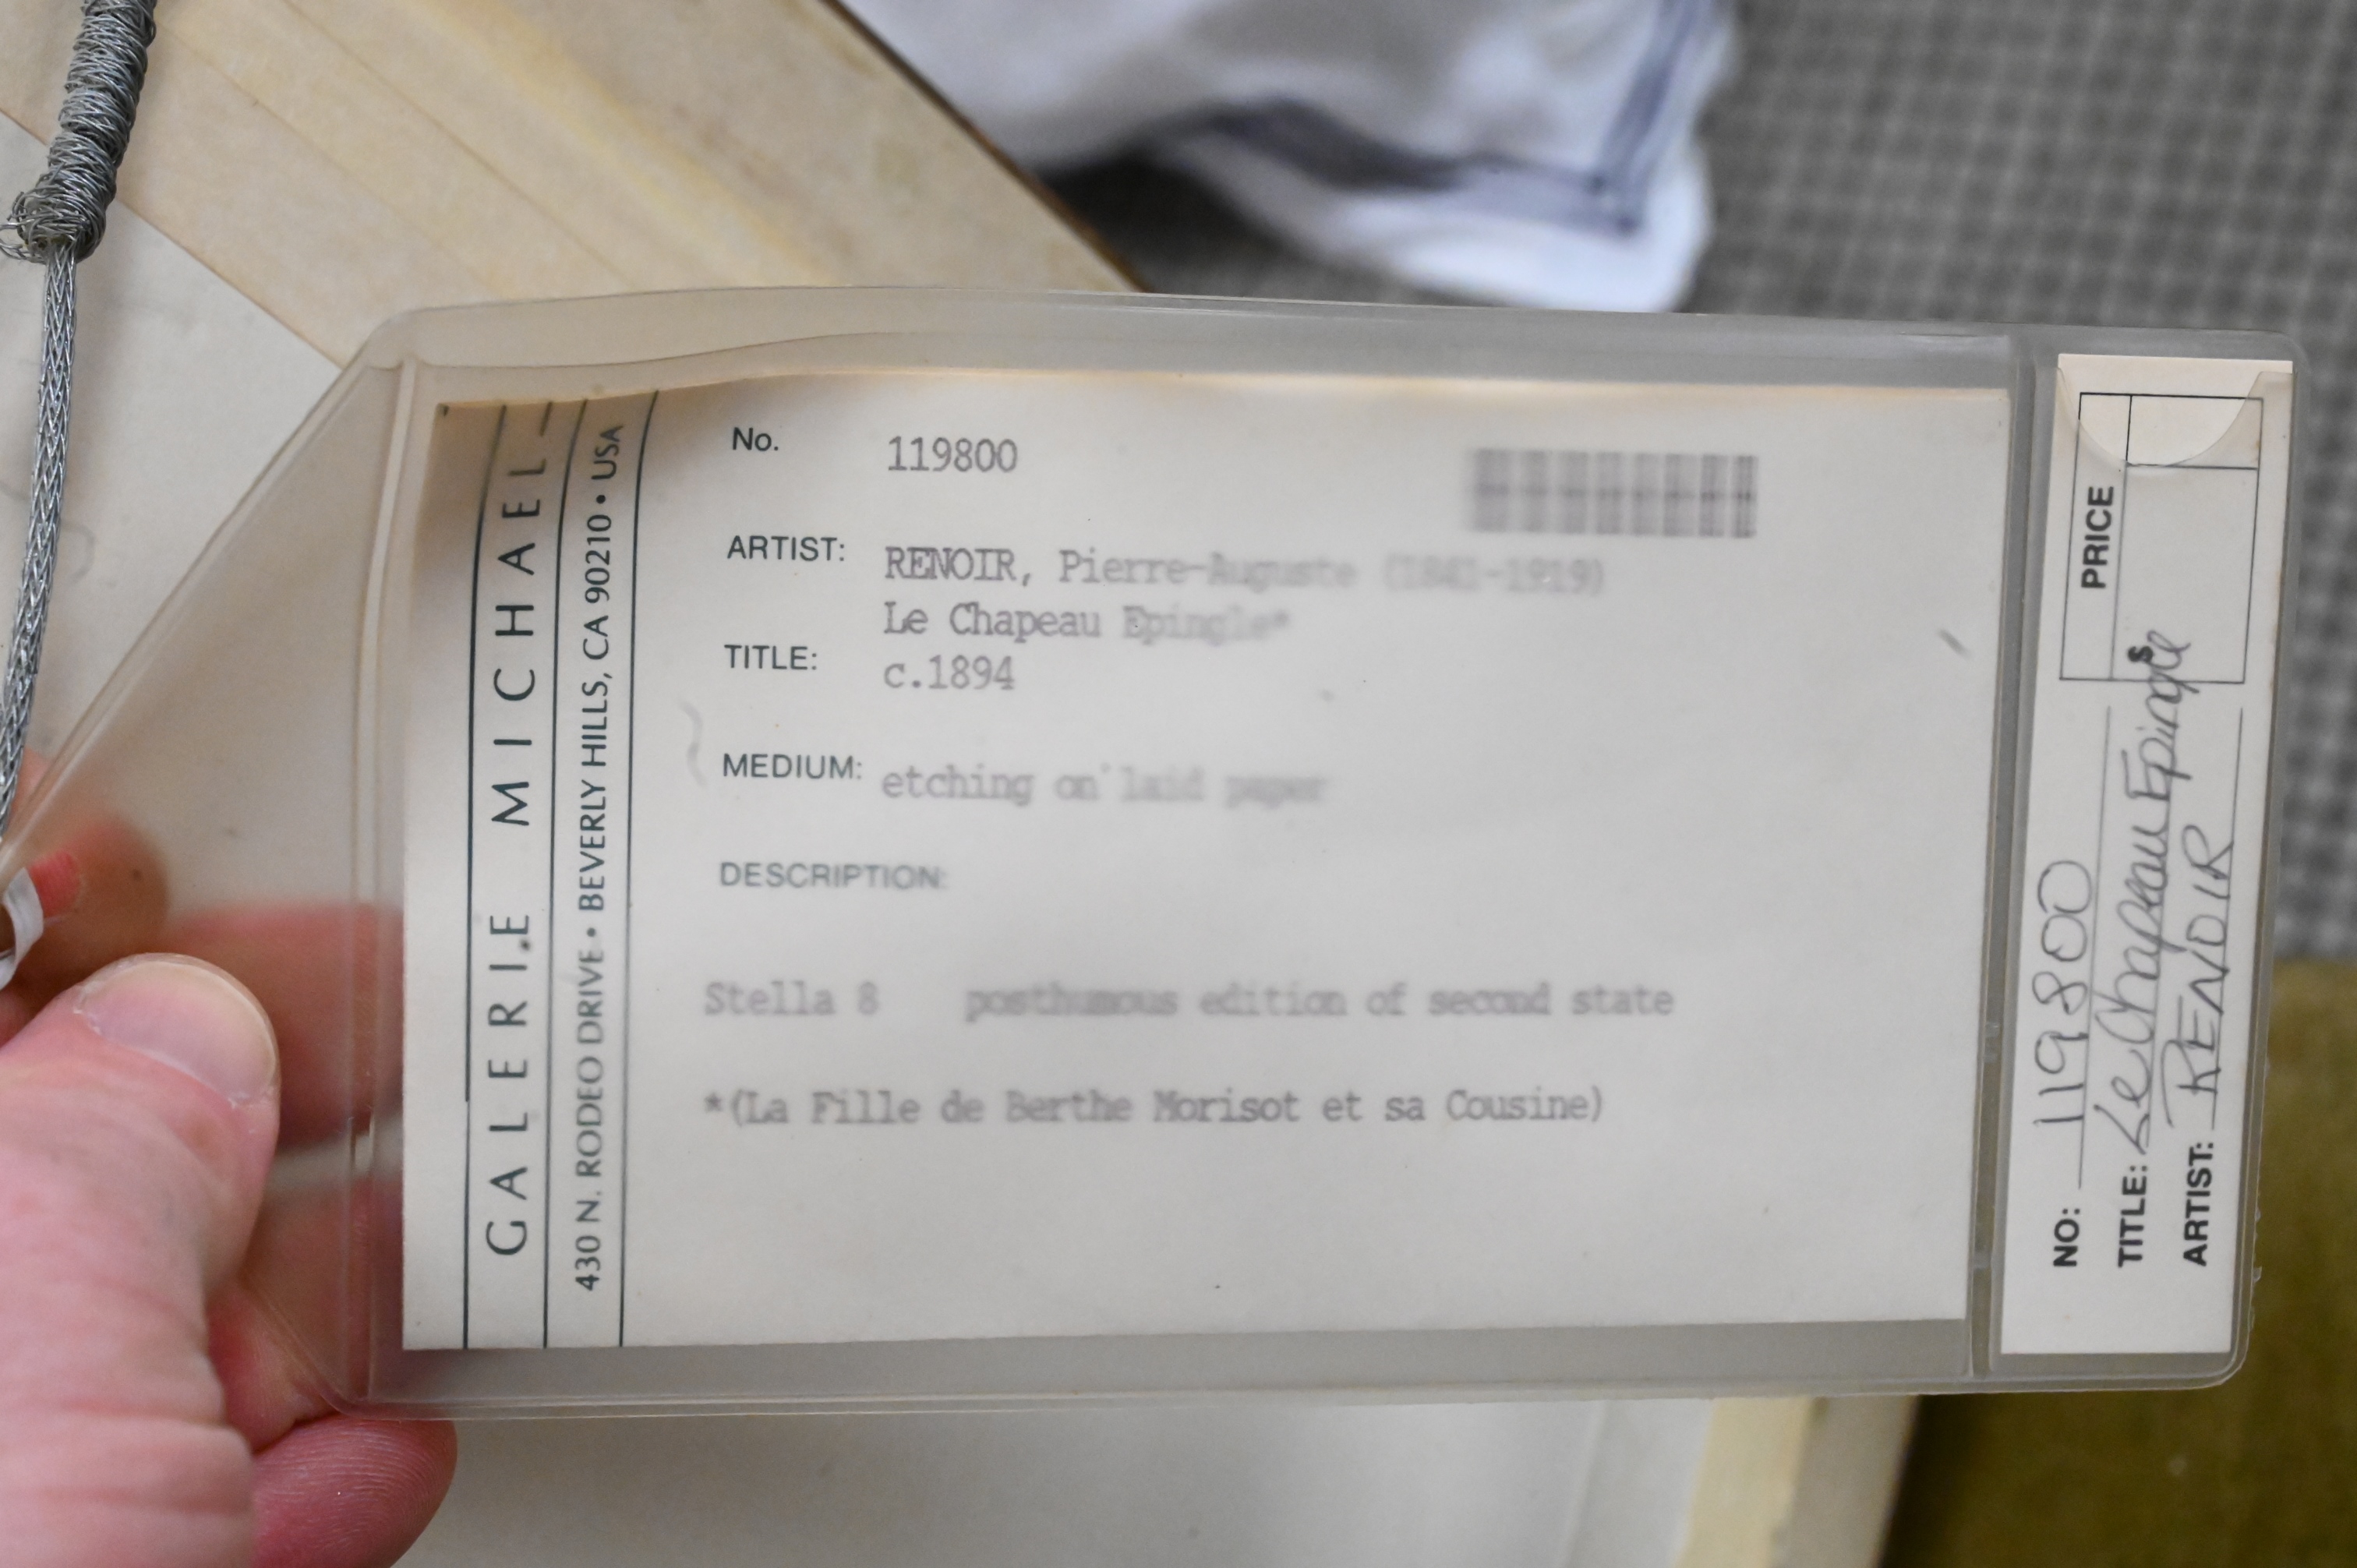 GALERIE MICHAEL
430 N. RODEO DRIVE • BEVERLY HILLS, CA 90210 • USA
No. 119800
ARTIST: RENOIR, Pierre-Auguste (1841-1919)
Le Chapeau Epingle*
TITLE:
c.1894
MEDIUM: etching on laid paper
DESCRIPTION:
Stella 8 posthumous edition of second state
*(La Fille de Berthe Morisot et sa Cousine)
PRICE
$
NO: 119800
TITLE: Le Chapeau Epingle
ARTIST: RENOIR